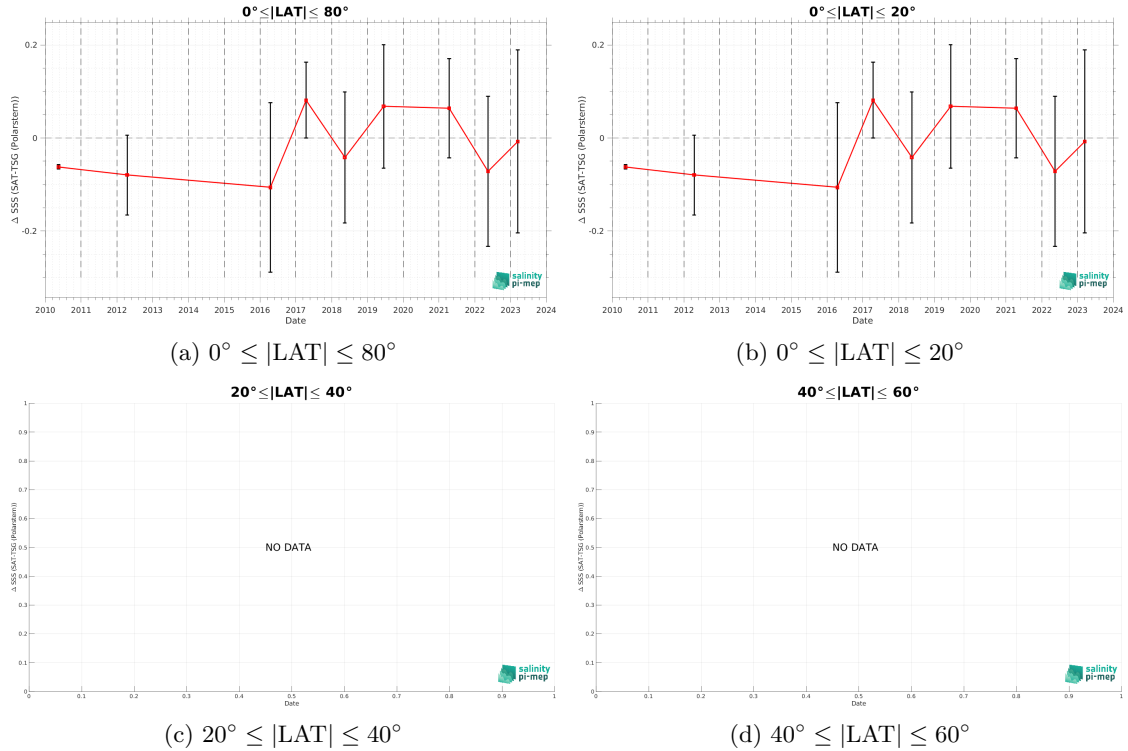 0°≤|LAT|≤ 80°
0.2
0
-0.2
Δ SSS (SAT-TSG (Polarstern))
2010 2011 2012 2013 2014 2015 2016 2017 2018 2019 2020 2021 2022 2023 2024
Date
salinity
pi-mep
(a) 0° ≤ |LAT| ≤ 80°
0°≤|LAT|≤ 20°
0.2
0
-0.2
Δ SSS (SAT-TSG (Polarstern))
2010 2011 2012 2013 2014 2015 2016 2017 2018 2019 2020 2021 2022 2023 2024
Date
salinity
pi-mep
(b) 0° ≤ |LAT| ≤ 20°
20°≤|LAT|≤ 40°
1
0.9
0.8
0.7
0.6
0.5
0.4
0.3
0.2
0.1
0
Δ SSS (SAT-TSG (Polarstern))
NO DATA
0 0.1 0.2 0.3 0.4 0.5 0.6 0.7 0.8 0.9 1
Date
salinity
pi-mep
(c) 20° ≤ |LAT| ≤ 40°
40°≤|LAT|≤ 60°
1
0.9
0.8
0.7
0.6
0.5
0.4
0.3
0.2
0.1
0
Δ SSS (SAT-TSG (Polarstern))
NO DATA
0 0.1 0.2 0.3 0.4 0.5 0.6 0.7 0.8 0.9 1
Date
salinity
pi-mep
(d) 40° ≤ |LAT| ≤ 60°